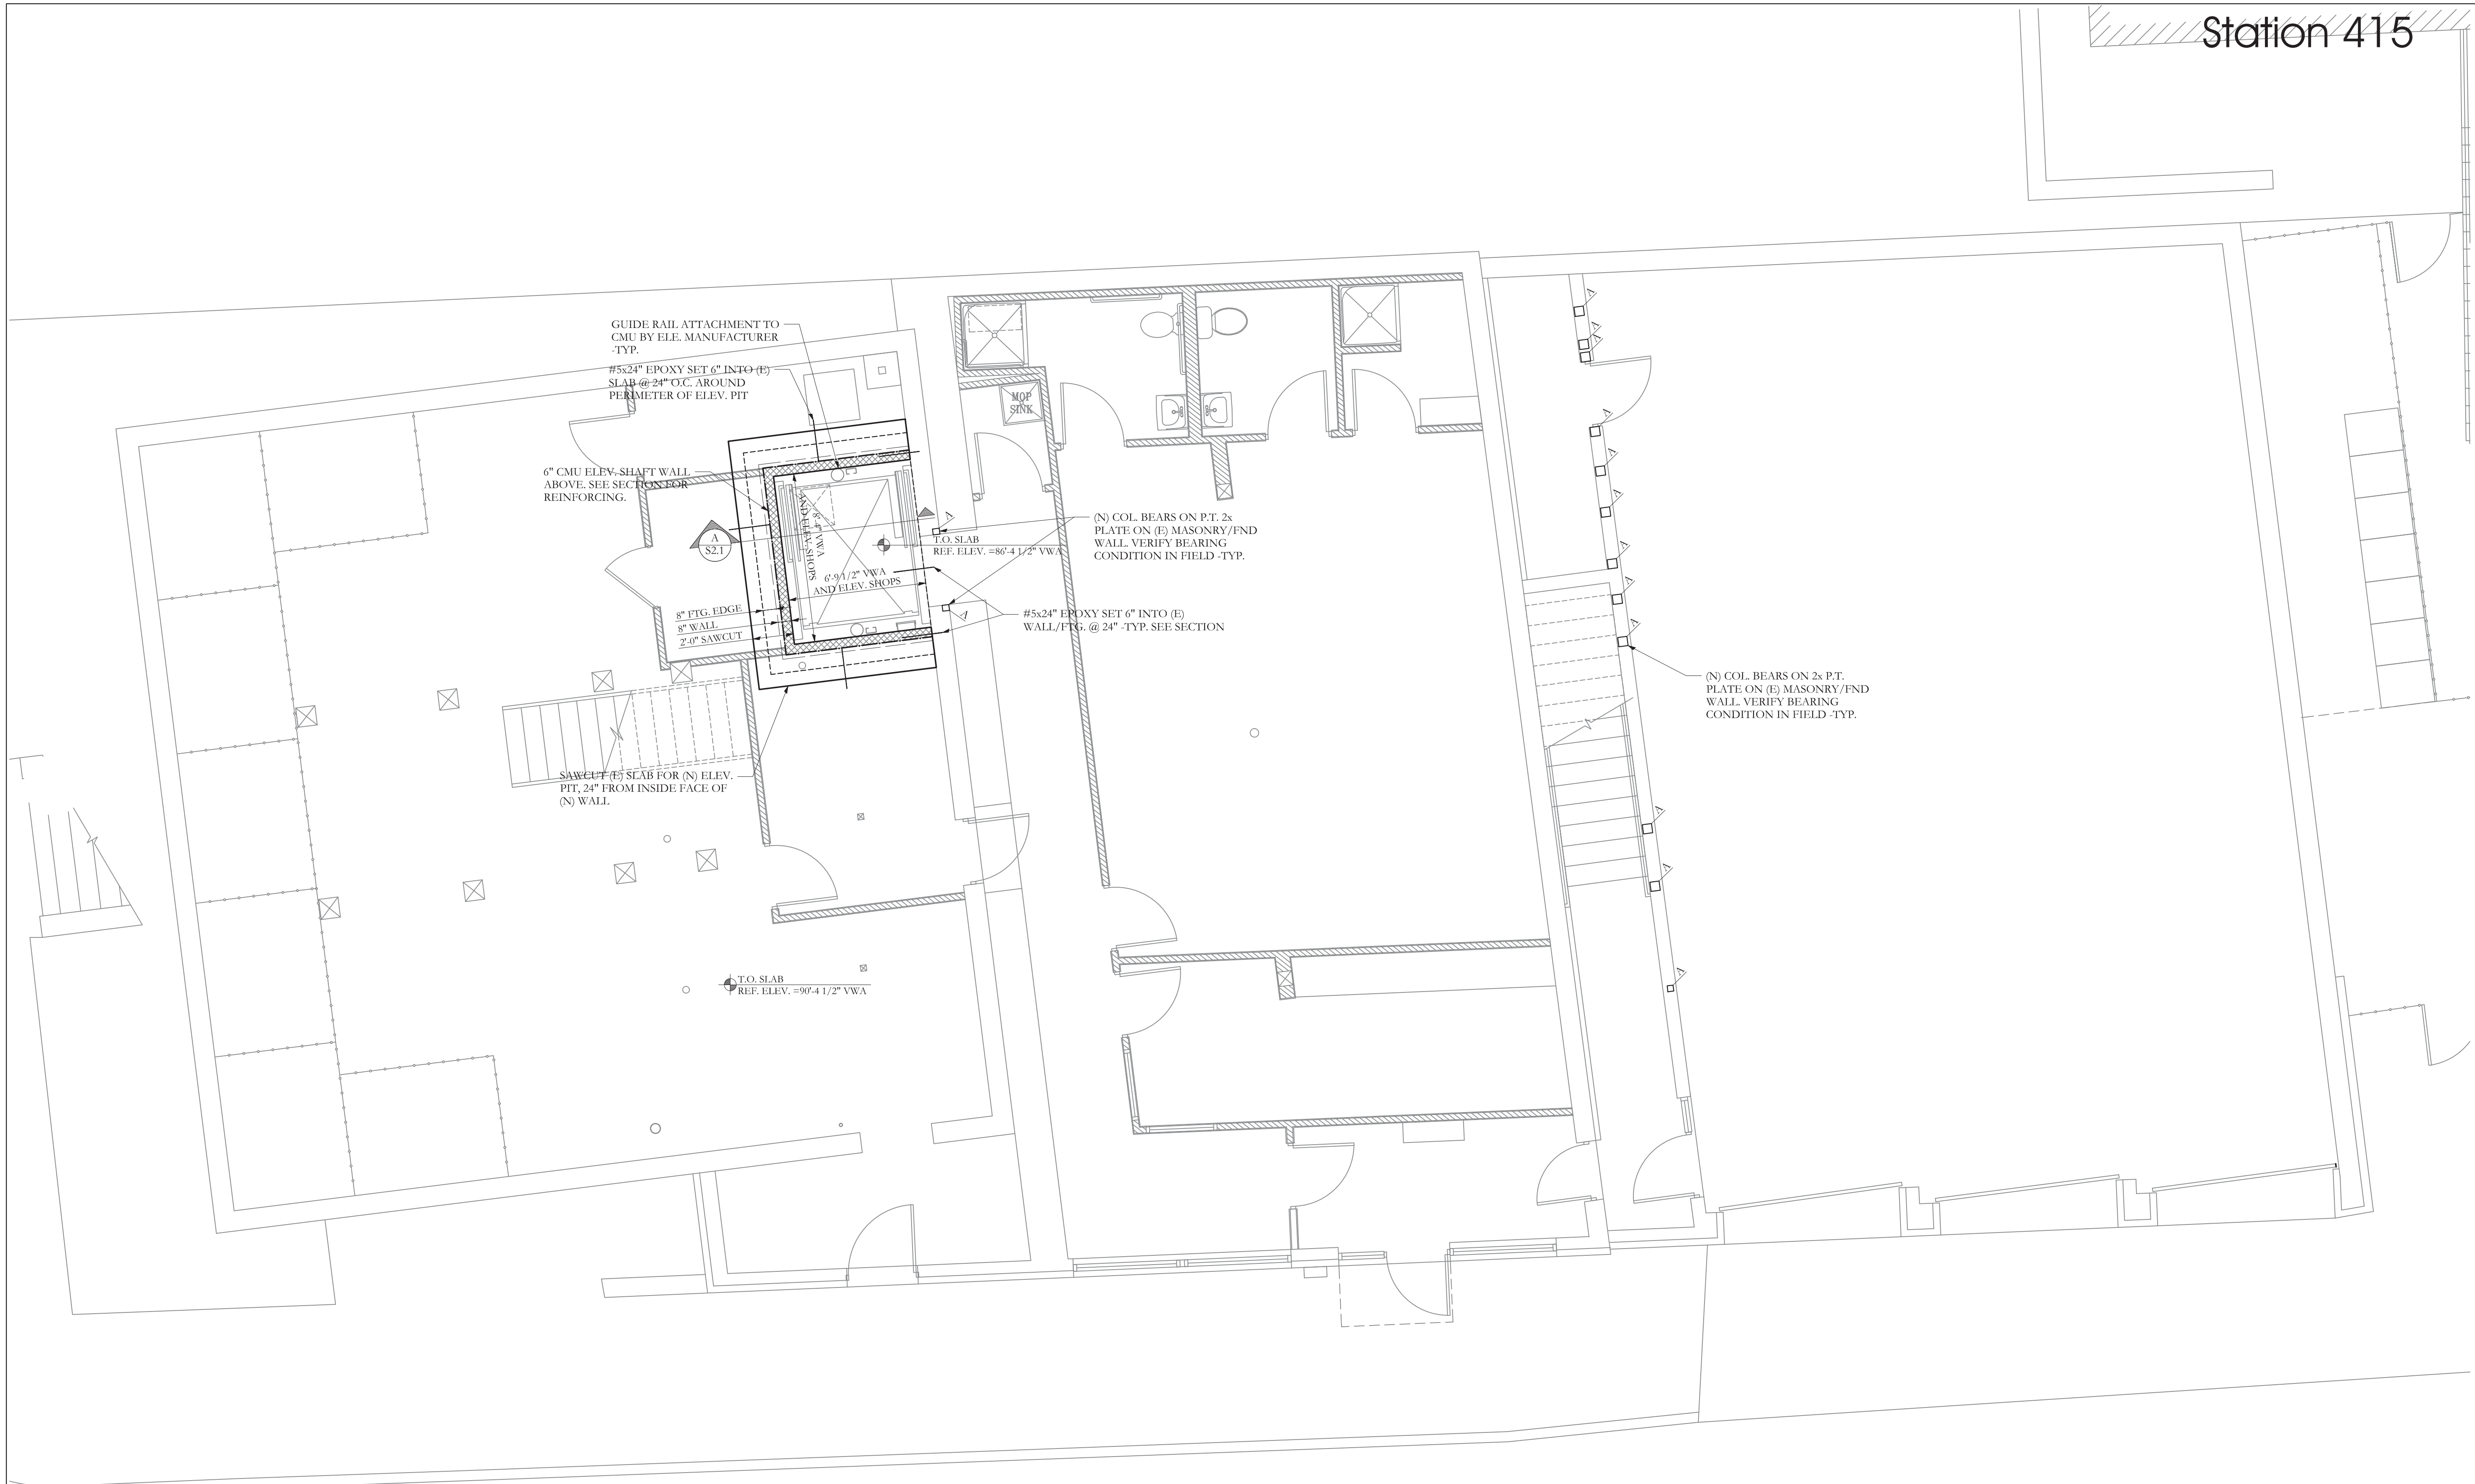 Station 415
GUIDE RAIL ATTACHMENT TO
CMU BY ELE. MANUFACTURER
-TYP.
#5x24" EPOXY SET 6" INTO (E)
SLAB @ 24" O.C. AROUND
PERIMETER OF ELEV. PIT
MOP
SINK
6" CMU ELEV. SHAFT WALL
ABOVE. SEE SECTION FOR
REINFORCING.
A
S2.1
8'-4" VWA
AND ELEV. SHOPS
T.O. SLAB
REF. ELEV. =86'-4 1/2" VWA
6'-9 1/2" VWA
AND ELEV. SHOPS
(N) COL. BEARS ON P.T. 2x
PLATE ON (E) MASONRY/FND
WALL. VERIFY BEARING
CONDITION IN FIELD -TYP.
8" FTG. EDGE
8" WALL
2'-0" SAWCUT
#5x24" EPOXY SET 6" INTO (E)
WALL/FTG. @ 24" -TYP. SEE SECTION
(N) COL. BEARS ON 2x P.T.
PLATE ON (E) MASONRY/FND
WALL. VERIFY BEARING
CONDITION IN FIELD -TYP.
SAWCUT (E) SLAB FOR (N) ELEV.
PIT, 24" FROM INSIDE FACE OF
(N) WALL
T.O. SLAB
REF. ELEV. =90'-4 1/2" VWA
A
A
A
A
A
A
A
A
A
A
A
A
A
A